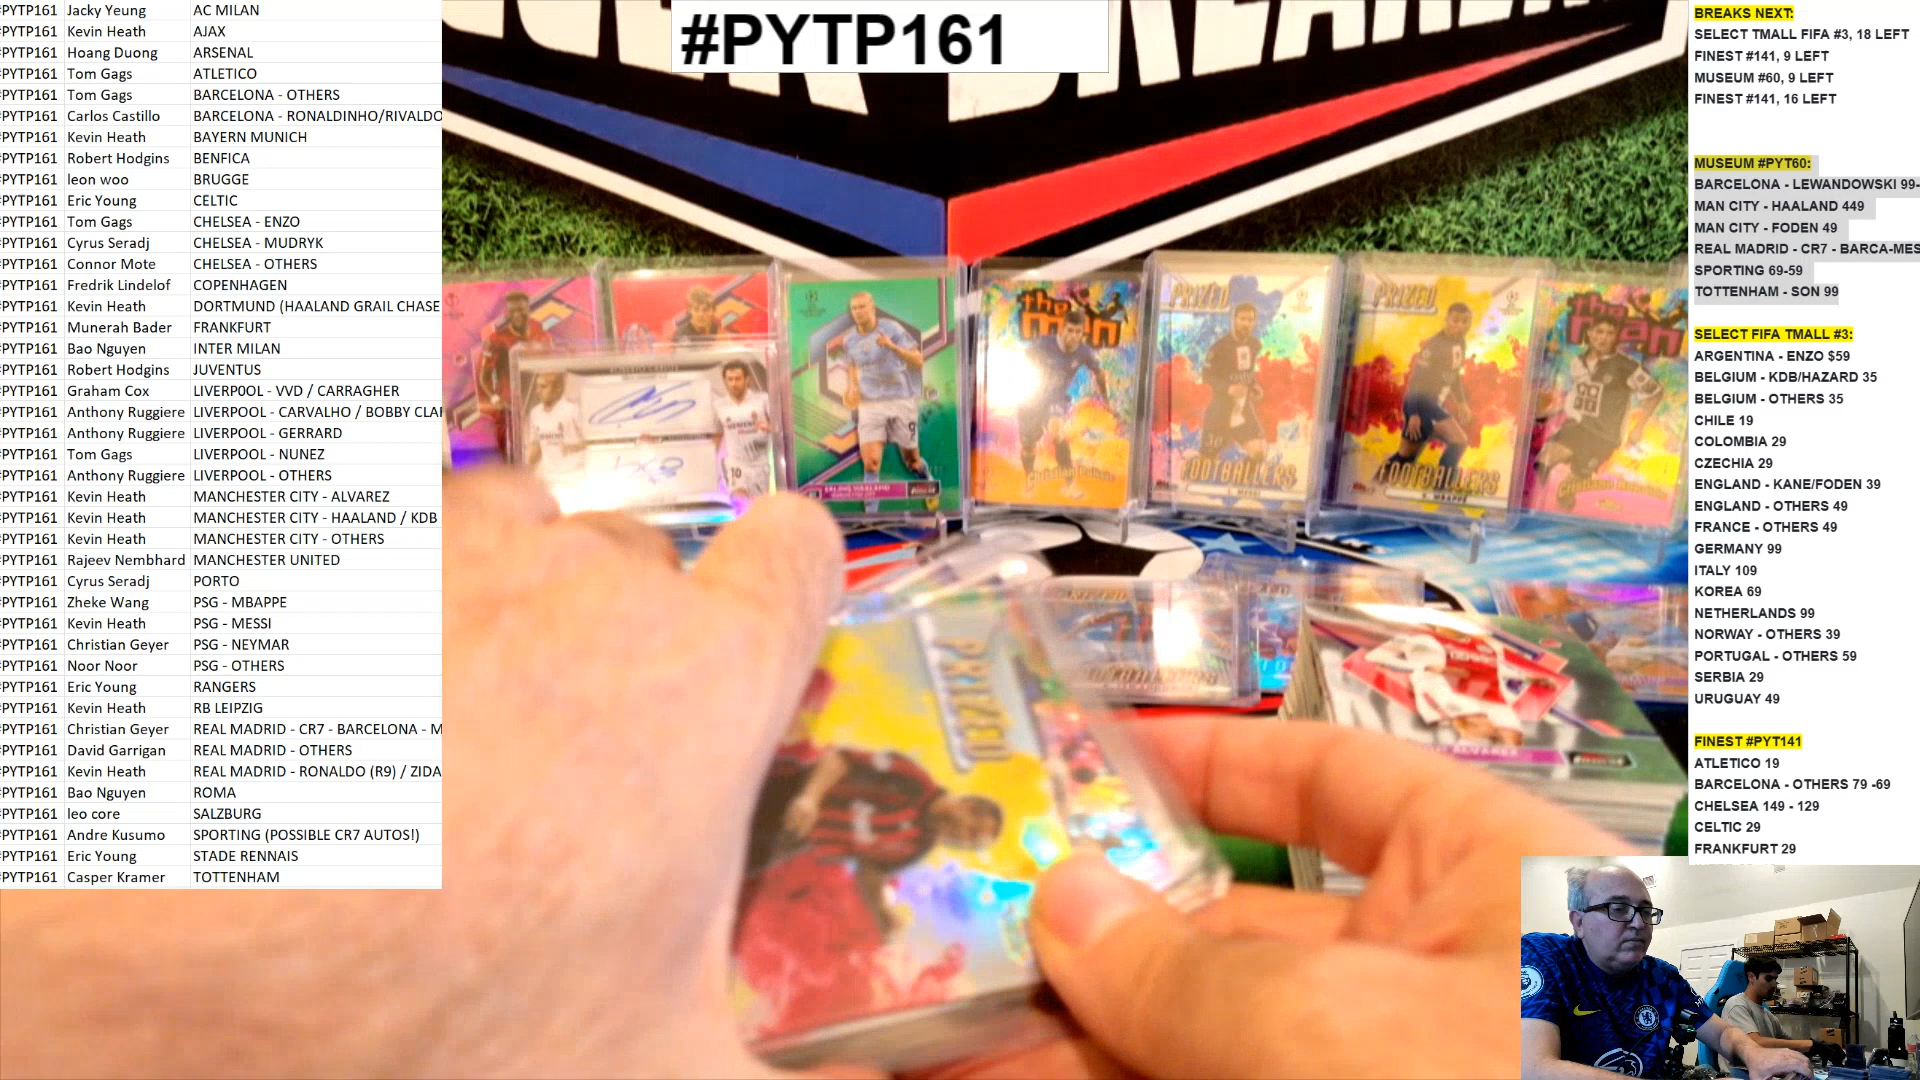 #PYTP161
#PYTP161 Jacky Yeung AC MILAN
#PYTP161 Kevin Heath AJAX
#PYTP161 Hoang Duong ARSENAL
#PYTP161 Tom Gags ATLETICO
#PYTP161 Tom Gags BARCELONA - OTHERS
#PYTP161 Carlos Castillo BARCELONA - RONALDINHO/RIVALDO
#PYTP161 Kevin Heath BAYERN MUNICH
#PYTP161 Robert Hodgins BENFICA
#PYTP161 leon woo BRUGGE
#PYTP161 Eric Young CELTIC
#PYTP161 Tom Gags CHELSEA - ENZO
#PYTP161 Cyrus Seradj CHELSEA - MUDRYK
#PYTP161 Connor Mote CHELSEA - OTHERS
#PYTP161 Fredrik Lindelof COPENHAGEN
#PYTP161 Kevin Heath DORTMUND (HAALAND GRAIL CHASE
#PYTP161 Munerah Bader FRANKFURT
#PYTP161 Bao Nguyen INTER MILAN
#PYTP161 Robert Hodgins JUVENTUS
#PYTP161 Graham Cox LIVERP0OL - VVD / CARRAGHER
#PYTP161 Anthony Ruggiere LIVERPOOL - CARVALHO / BOBBY CLAR
#PYTP161 Anthony Ruggiere LIVERPOOL - GERRARD
#PYTP161 Tom Gags LIVERPOOL - NUNEZ
#PYTP161 Anthony Ruggiere LIVERPOOL - OTHERS
#PYTP161 Kevin Heath MANCHESTER CITY - ALVAREZ
#PYTP161 Kevin Heath MANCHESTER CITY - HAALAND / KDB
#PYTP161 Kevin Heath MANCHESTER CITY - OTHERS
#PYTP161 Rajeev Nembhard MANCHESTER UNITED
#PYTP161 Cyrus Seradj PORTO
#PYTP161 Zheke Wang PSG - MBAPPE
#PYTP161 Kevin Heath PSG - MESSI
#PYTP161 Christian Geyer PSG - NEYMAR
#PYTP161 Noor Noor PSG - OTHERS
#PYTP161 Eric Young RANGERS
#PYTP161 Kevin Heath RB LEIPZIG
#PYTP161 Christian Geyer REAL MADRID - CR7 - BARCELONA - M
#PYTP161 David Garrigan REAL MADRID - OTHERS
#PYTP161 Kevin Heath REAL MADRID - RONALDO (R9) / ZIDA
#PYTP161 Bao Nguyen ROMA
#PYTP161 leo core SALZBURG
#PYTP161 Andre Kusumo SPORTING (POSSIBLE CR7 AUTOS!)
#PYTP161 Eric Young STADE RENNAIS
#PYTP161 Casper Kramer TOTTENHAM
the man
PRIZED FOOTBALLERS
MESSI
PRIZED FOOTBALLERS
K. MBAPPE
the man
ERLING HAALAND
PRIZED
ALVAREZ
BREAKS NEXT:
SELECT TMALL FIFA #3, 18 LEFT
FINEST #141, 9 LEFT
MUSEUM #60, 9 LEFT
FINEST #141, 16 LEFT
MUSEUM #PYT60:
BARCELONA - LEWANDOWSKI 99-
MAN CITY - HAALAND 449
MAN CITY - FODEN 49
REAL MADRID - CR7 - BARCA-MES
SPORTING 69-59
TOTTENHAM - SON 99
SELECT FIFA TMALL #3:
ARGENTINA - ENZO $59
BELGIUM - KDB/HAZARD 35
BELGIUM - OTHERS 35
CHILE 19
COLOMBIA 29
CZECHIA 29
ENGLAND - KANE/FODEN 39
ENGLAND - OTHERS 49
FRANCE - OTHERS 49
GERMANY 99
ITALY 109
KOREA 69
NETHERLANDS 99
NORWAY - OTHERS 39
PORTUGAL - OTHERS 59
SERBIA 29
URUGUAY 49
FINEST #PYT141
ATLETICO 19
BARCELONA - OTHERS 79 -69
CHELSEA 149 - 129
CELTIC 29
FRANKFURT 29